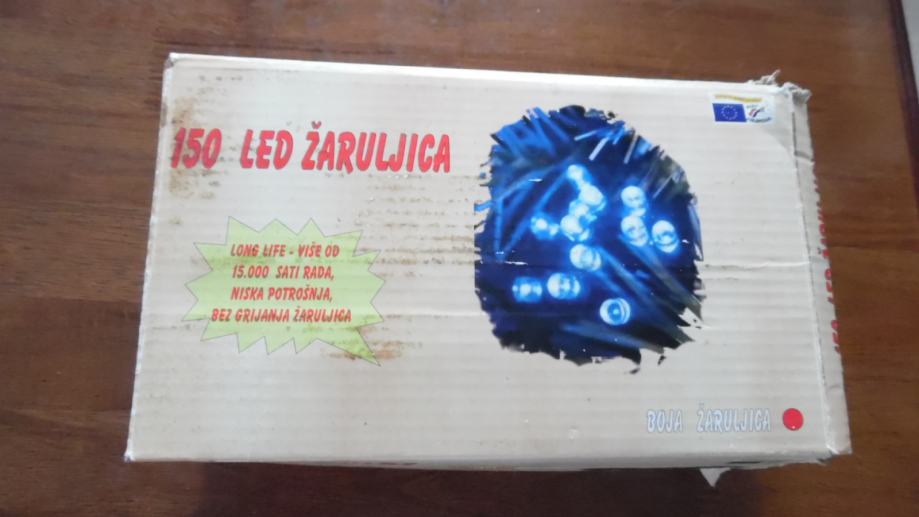 150 LED ŽARULJICA
LONG LIFE - VIŠE OD
15.000 SATI RADA,
NISKA POTROŠNJA,
BEZ GRIJANJA ŽARULJICA
BOJA ŽARULJICA